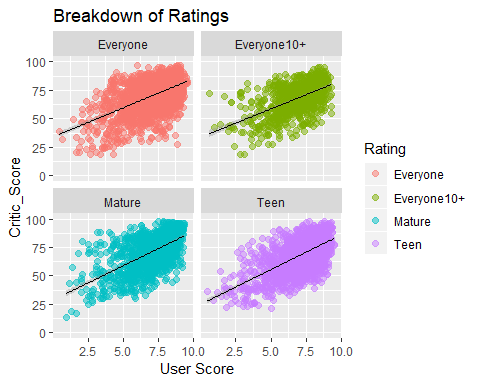 Breakdown of Ratings
Everyone
Everyone10+
100
75
50
25
0
Mature
Teen
100
75
50
25
0
2.5 5.0 7.5 10.0 2.5 5.0 7.5 10.0
User Score
Critic_Score
Rating
Everyone
Everyone10+
Mature
Teen